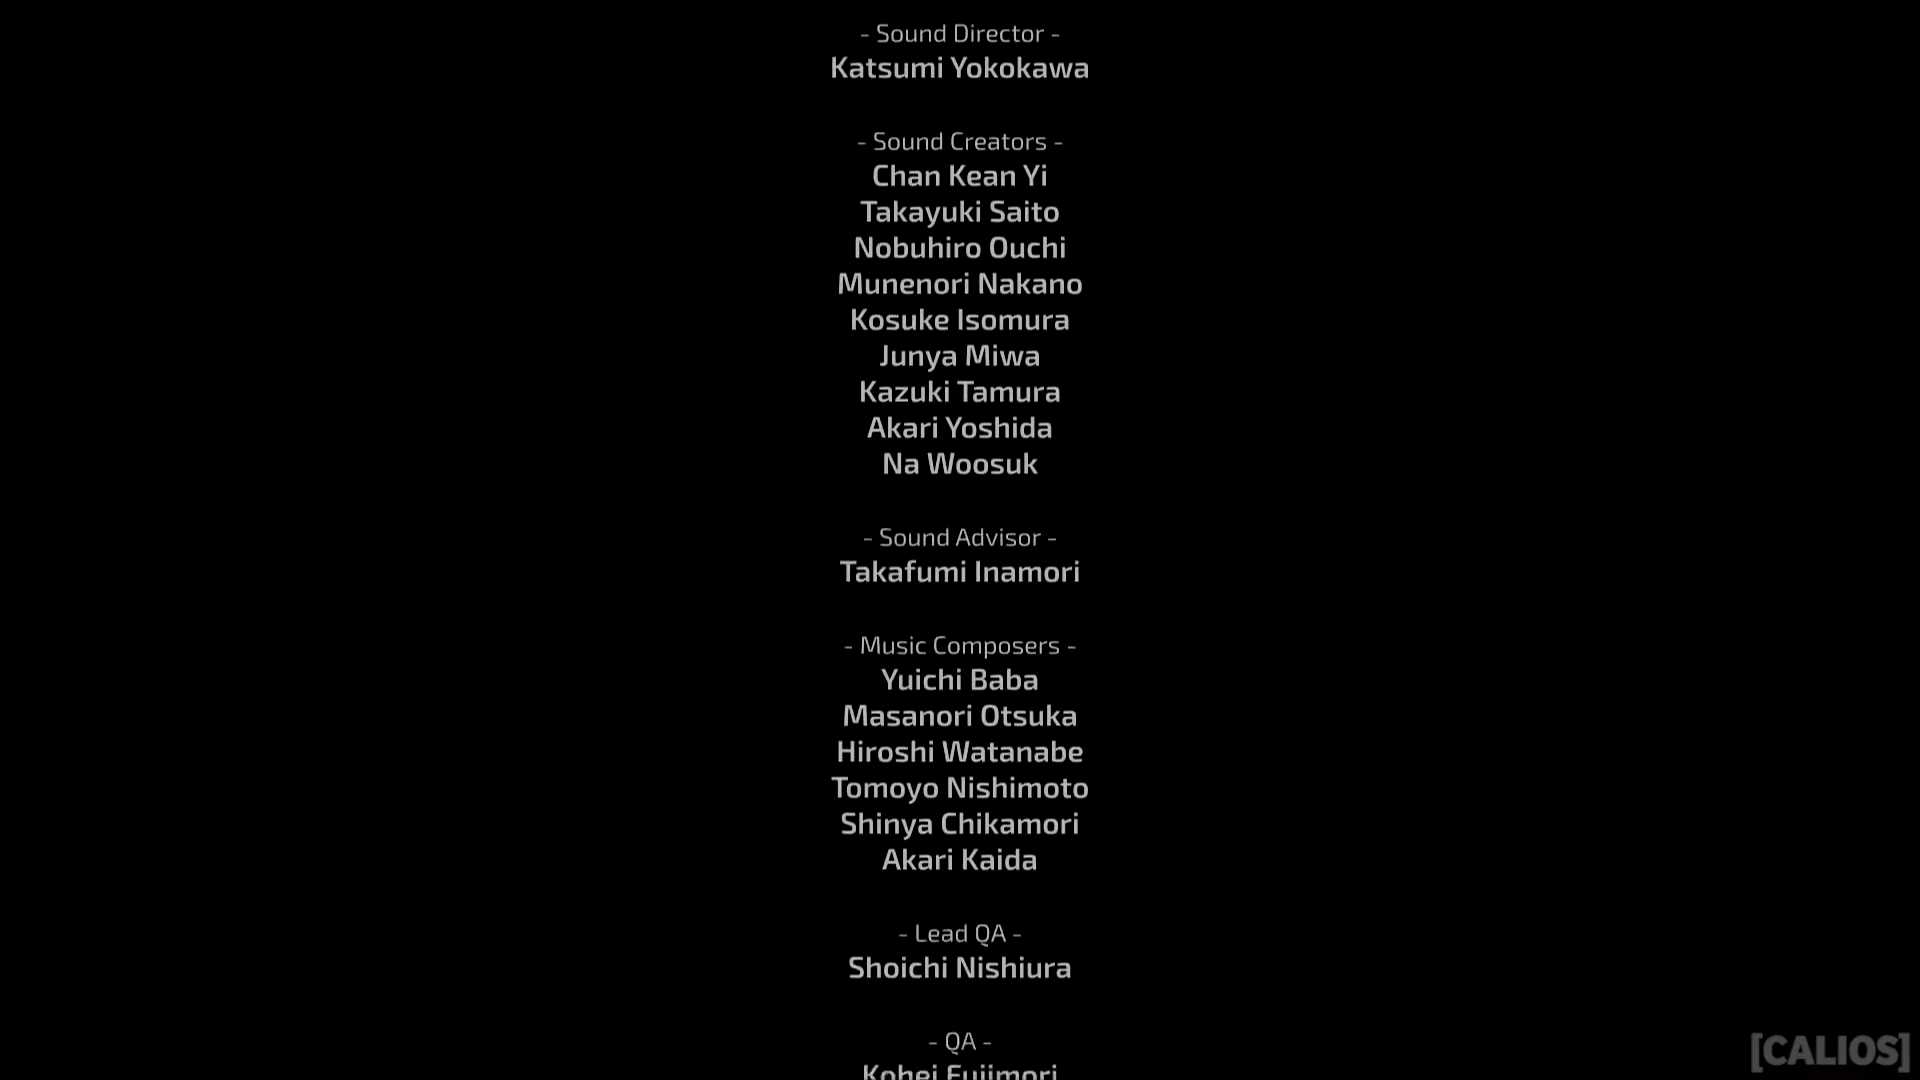 - Sound Director -
Katsumi Yokokawa
- Sound Creators -
Chan Kean Yi
Takayuki Saito
Nobuhiro Ouchi
Munenori Nakano
Kosuke Isomura
Junya Miwa
Kazuki Tamura
Akari Yoshida
Na Woosuk
- Sound Advisor -
Takafumi Inamori
- Music Composers -
Yuichi Baba
Masanori Otsuka
Hiroshi Watanabe
Tomoyo Nishimoto
Shinya Chikamori
Akari Kaida
- Lead QA -
Shoichi Nishiura
- QA -
Kohei Fujimori
[CALIOS]